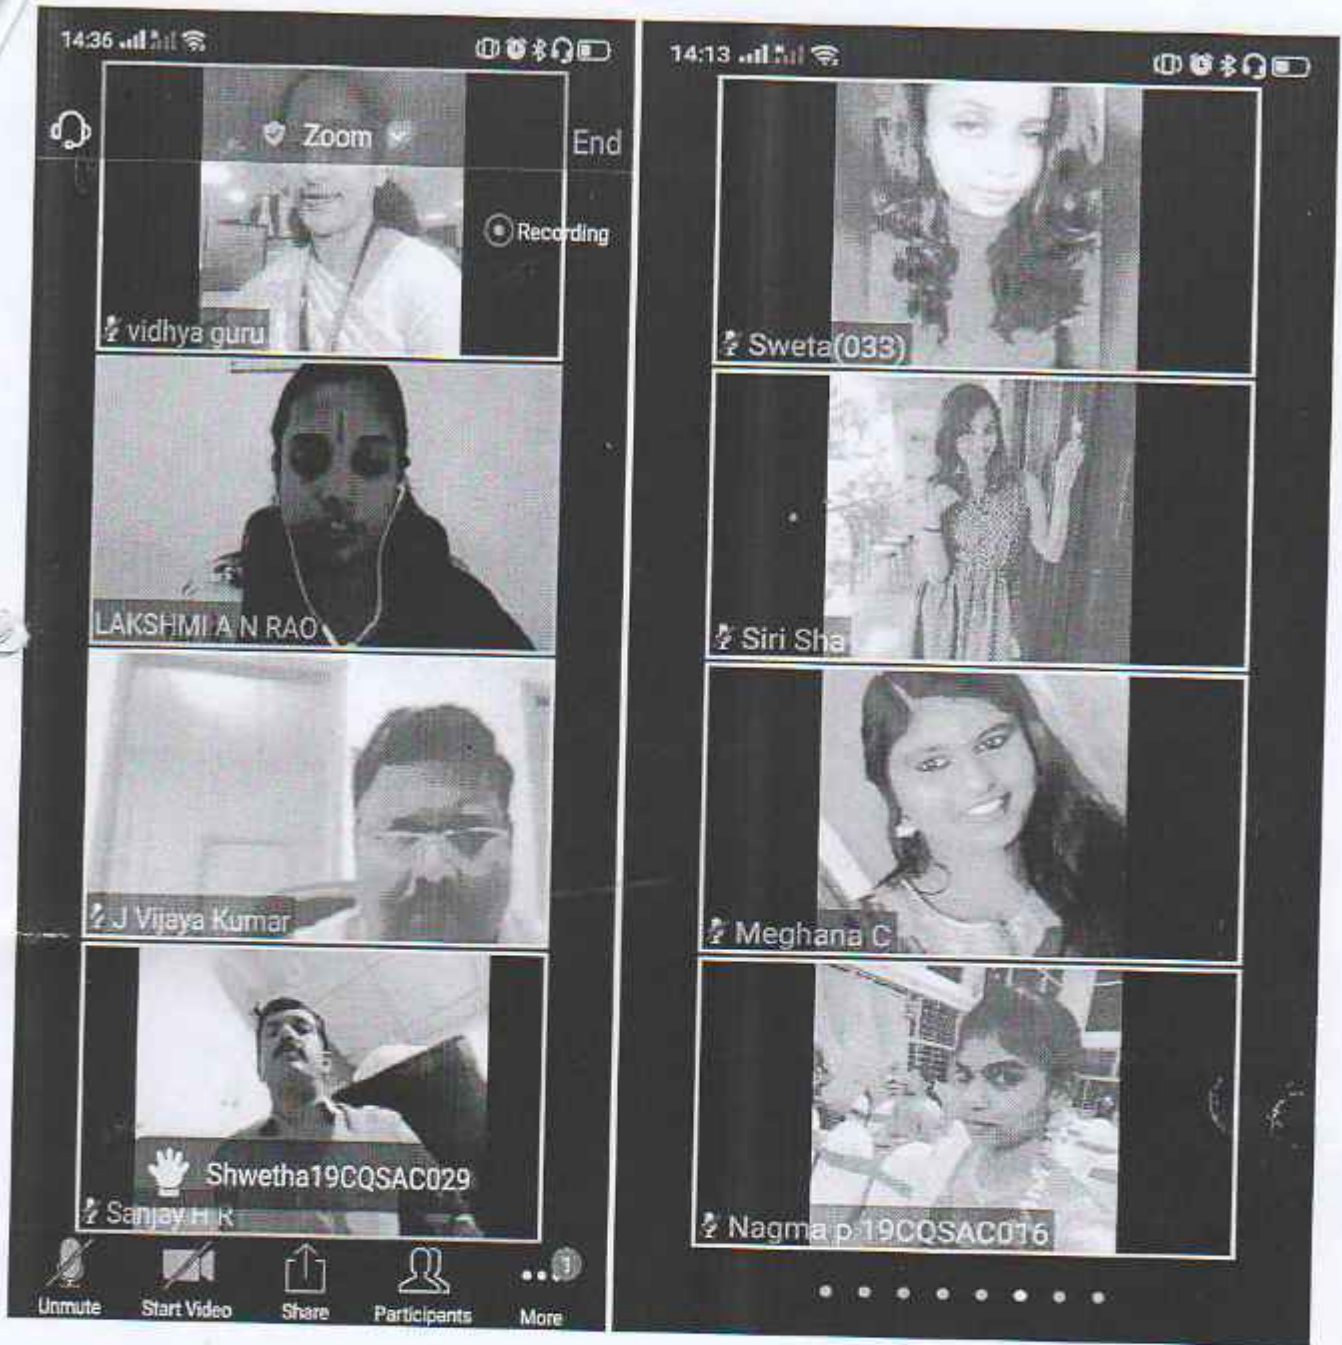 14:36
Zoom
End
Recording
vidhya guru
LAKSHMI A N RAO
J Vijaya Kumar
Shwetha19CQSAC029
Sanjay H R
1
Unmute
Start Video
Share
Participants
More
14:13
Sweta(033)
Siri Sha
Meghana C
Nagma p 19CQSAC016